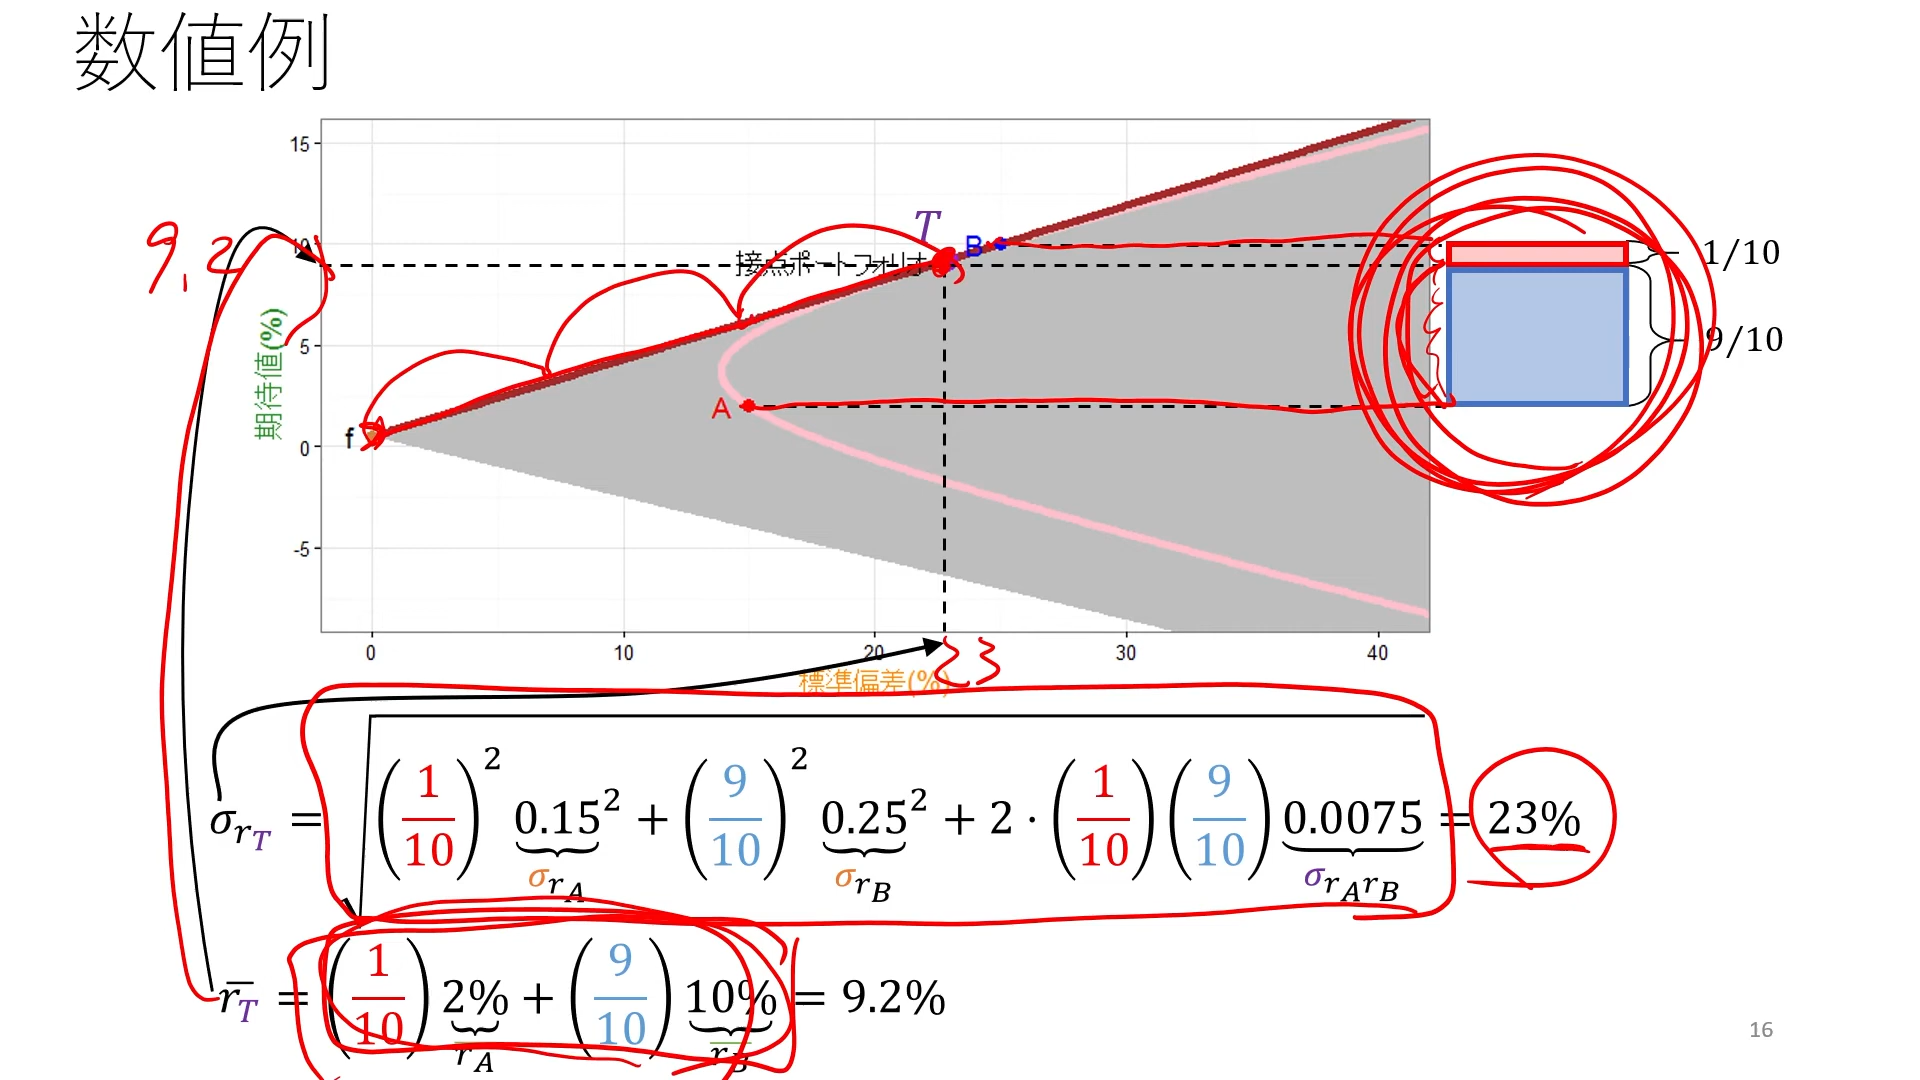 数値例
15
10
5
0
-5
期待値(%)
9.2
T
B
接点ポートフォリオ
A
f
1/10
9/10
0 10 20 30 40
23
標準偏差(%)
σ_{r_T} = √((1/10)² 0.15² + (9/10)² 0.25² + 2 · (1/10)(9/10) 0.0075) = 23%
σ_{r_A} σ_{r_B} σ_{r_A r_B}
r̅_T = (1/10) 2% + (9/10) 10% = 9.2%
r̅_A r̅_B
16